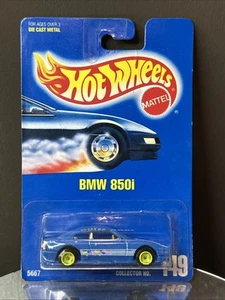 FOR AGES OVER 3
DIE CAST METAL
Hot Wheels
MATTEL
BMW 850i
5667
COLLECTOR NO.
149